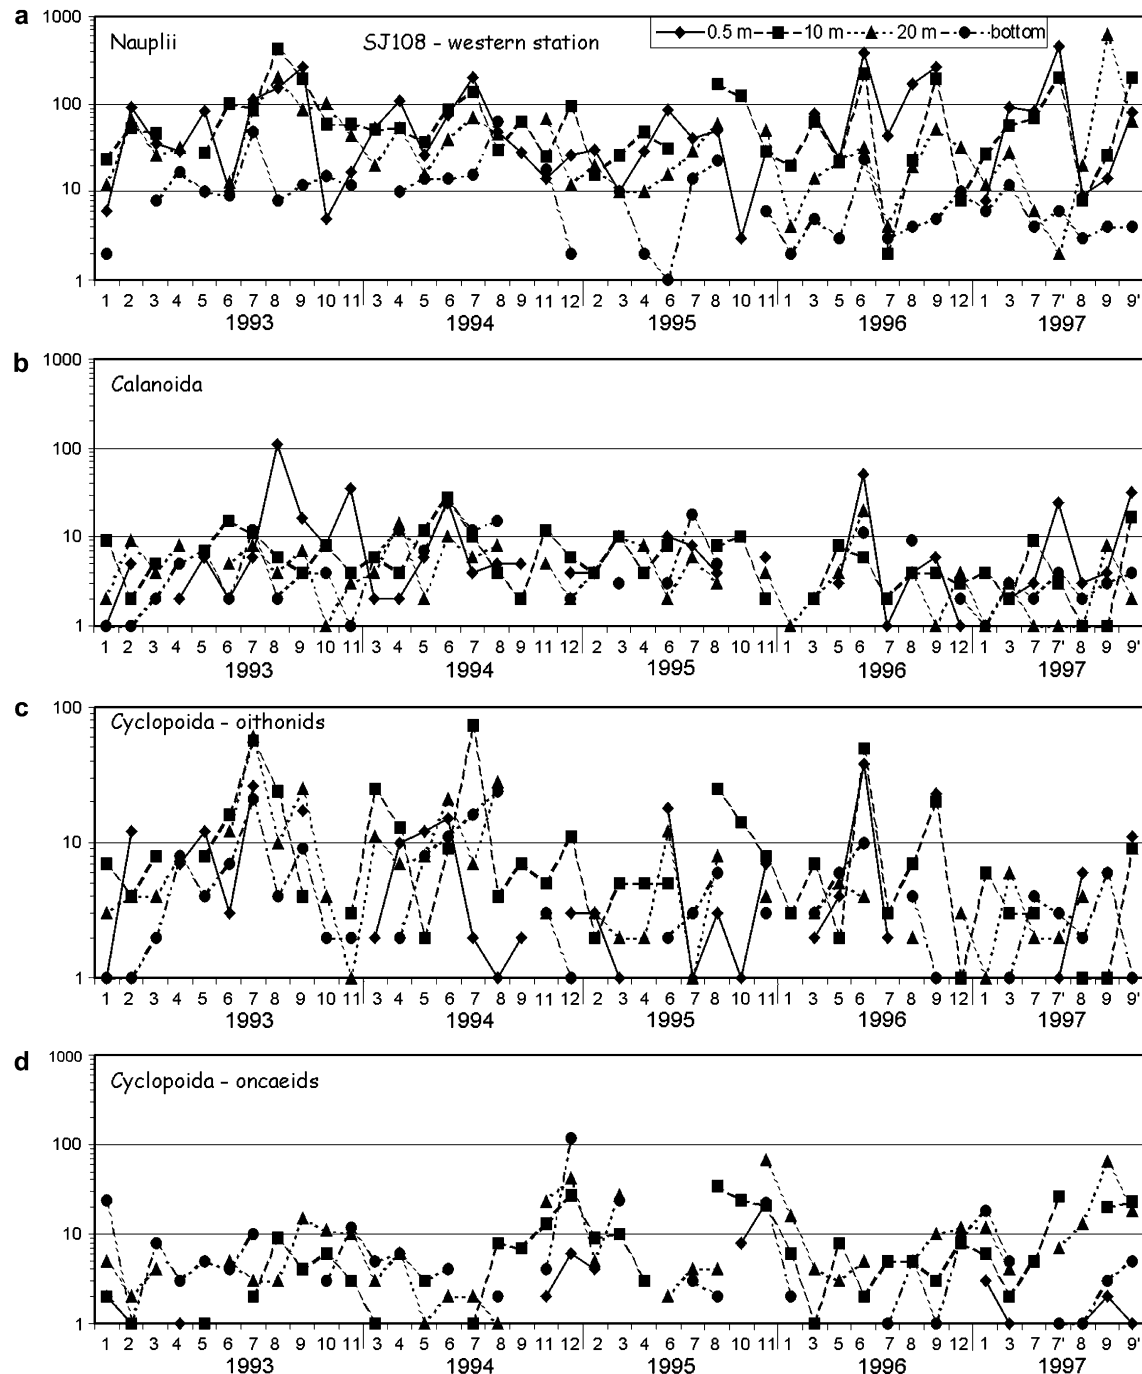 a
1000
Nauplii
SJ108 - western station
0.5 m
10 m
20 m
bottom
100
10
1
1 2 3 4 5 6 7 8 9 10 11 3 4 5 6 7 8 9 11 12 2 3 4 6 7 8 10 11 1 3 5 6 7 8 9 12 1 3 7 7' 8 9 9'
1993 1994 1995 1996 1997
b
1000
Calanoida
100
10
1
1 2 3 4 5 6 7 8 9 10 11 3 4 5 6 7 8 9 11 12 2 3 4 6 7 8 10 11 1 3 5 6 7 8 9 12 1 3 7 7' 8 9 9'
1993 1994 1995 1996 1997
c
100
Cyclopoida - oithonids
10
1
1 2 3 4 5 6 7 8 9 10 11 3 4 5 6 7 8 9 11 12 2 3 4 6 7 8 10 11 1 3 5 6 7 8 9 12 1 3 7 7' 8 9 9'
1993 1994 1995 1996 1997
d
1000
Cyclopoida - oncaeids
100
10
1
1 2 3 4 5 6 7 8 9 10 11 3 4 5 6 7 8 9 11 12 2 3 4 6 7 8 10 11 1 3 5 6 7 8 9 12 1 3 7 7' 8 9 9'
1993 1994 1995 1996 1997